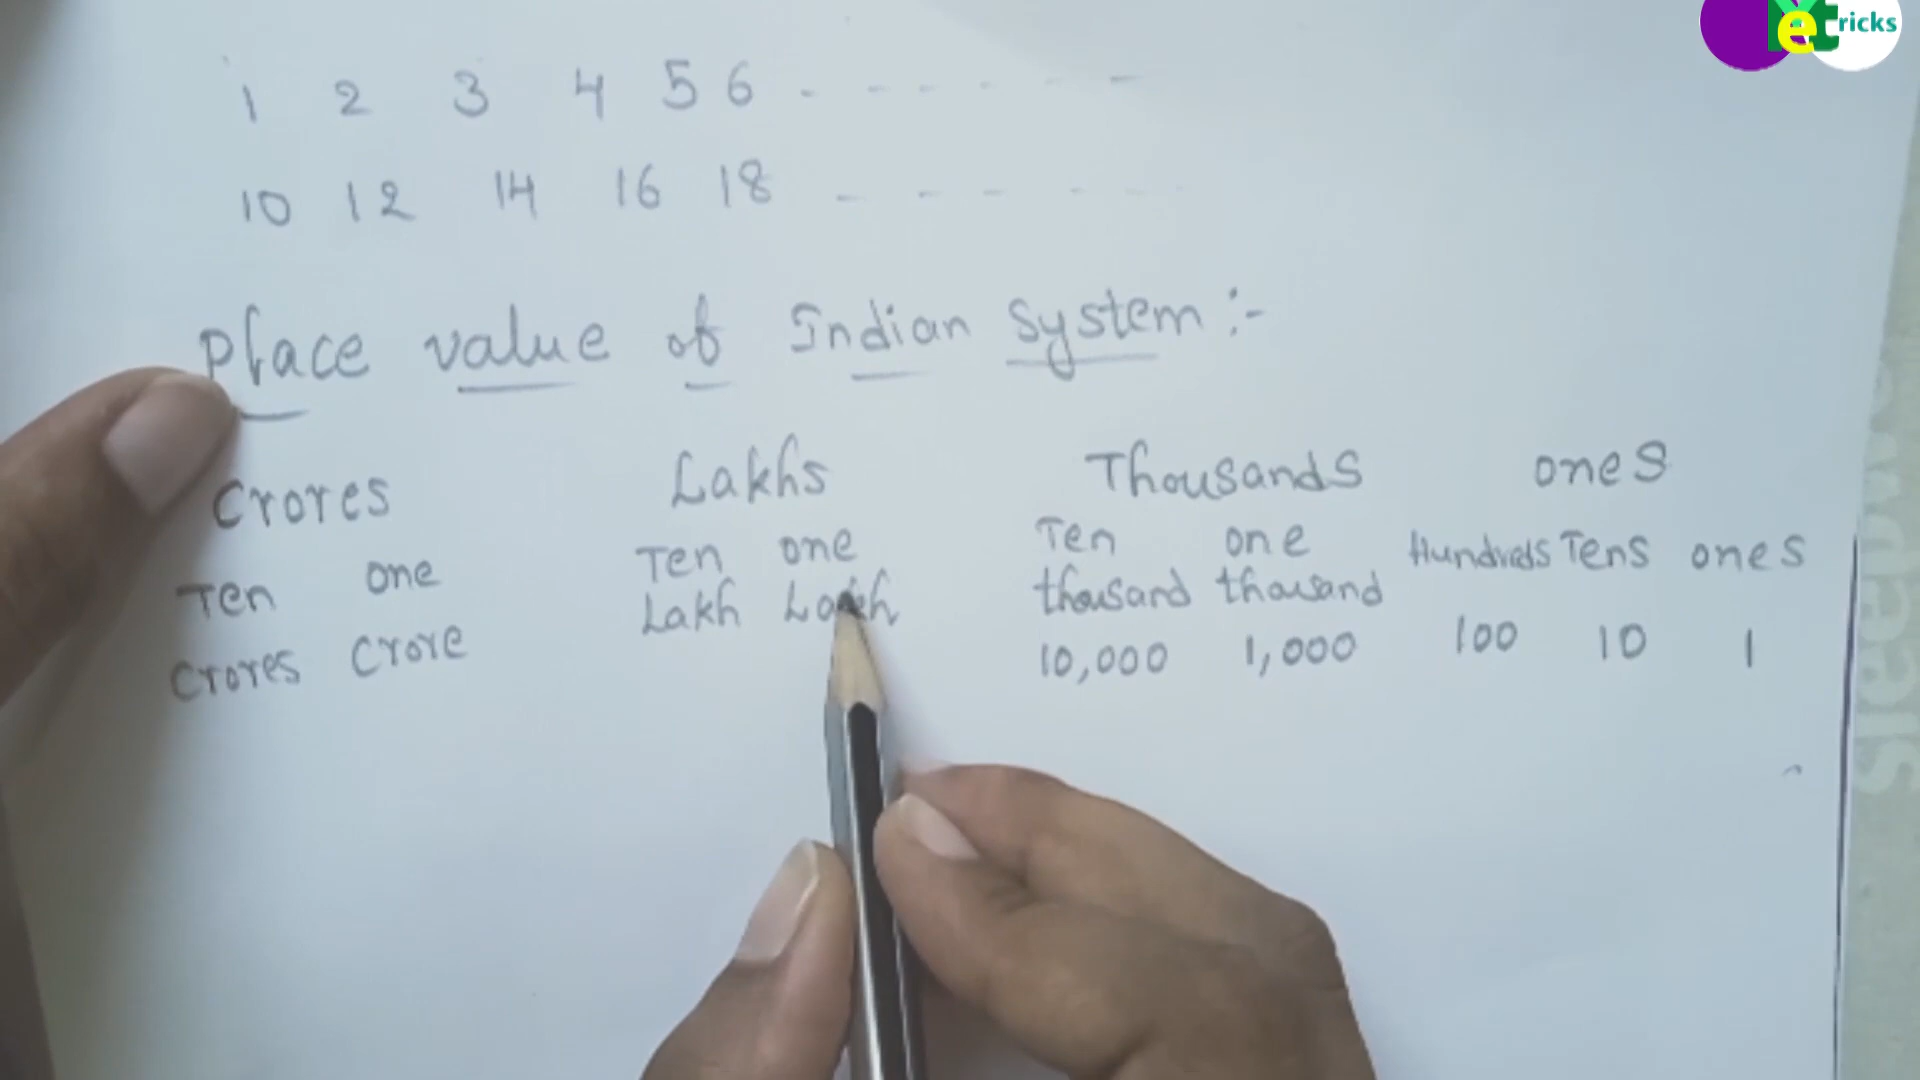 Yet ricks
1 2 3 4 5 6 - - - - - -
10 12 14 16 18 - - - - -
Place value of Indian System :-
Crores Lakhs Thousands ones
Ten one Ten one Ten one Hundreds Tens ones
Crores Crore Lakh Lakh thousand thousand
10,000 1,000 100 10 1